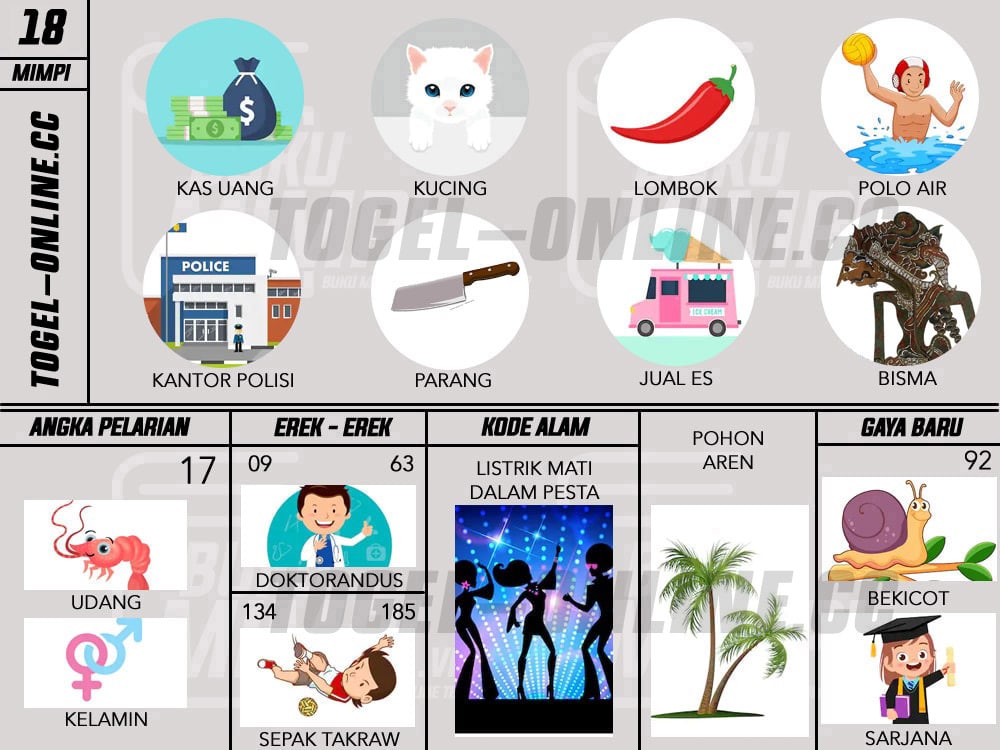 18
MIMPI
TOGEL-ONLINE.CC
KAS UANG
KUCING
LOMBOK
POLO AIR
TOGEL-ONLINE.CC
POLICE
ICE CREAM
KANTOR POLISI
PARANG
JUAL ES
BISMA
ANGKA PELARIAN
EREK - EREK
KODE ALAM
GAYA BARU
17
09
63
LISTRIK MATI
DALAM PESTA
POHON
AREN
92
UDANG
DOKTORANDUS
BEKICOT
134
185
TOGEL-ONLINE.CC
KELAMIN
SEPAK TAKRAW
SARJANA